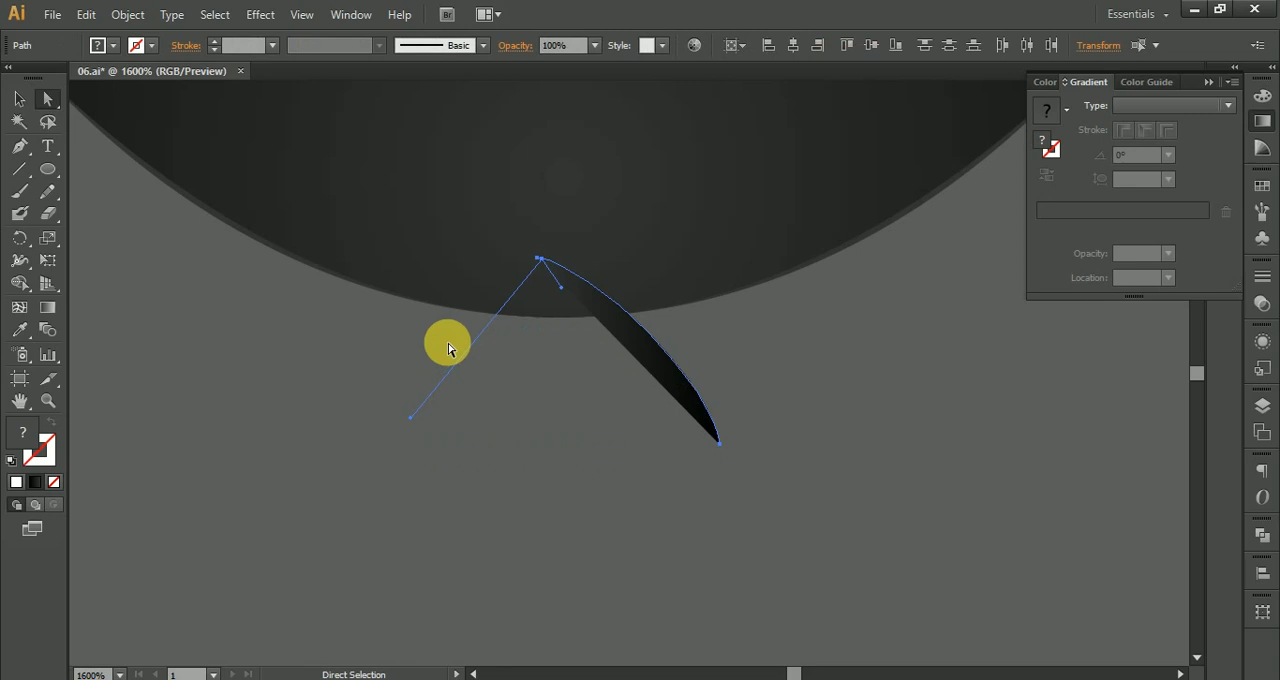 Ai File Edit Object Type Select Effect View Window Help Br Essentials
Path ? Stroke: Basic Opacity: 100% Style: Transform
06.ai* @ 1600% (RGB/Preview) ×
Color Gradient Color Guide
? Type:
? Stroke:
0°
Opacity:
Location:
T
?
1600% 1 Direct Selection